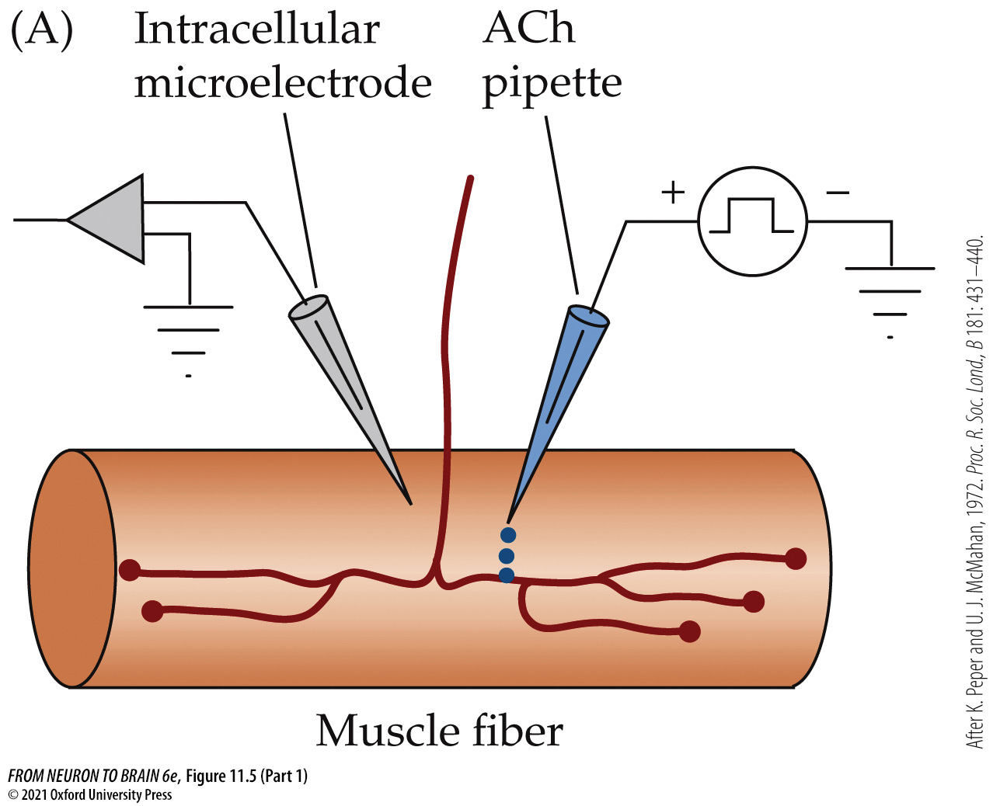 (A)
Intracellular
microelectrode
ACh
pipette
+
−
Muscle fiber
After K. Peper and U. J. McMahan, 1972. Proc. R. Soc. Lond., B 181: 431–440.
FROM NEURON TO BRAIN 6e, Figure 11.5 (Part 1)
© 2021 Oxford University Press